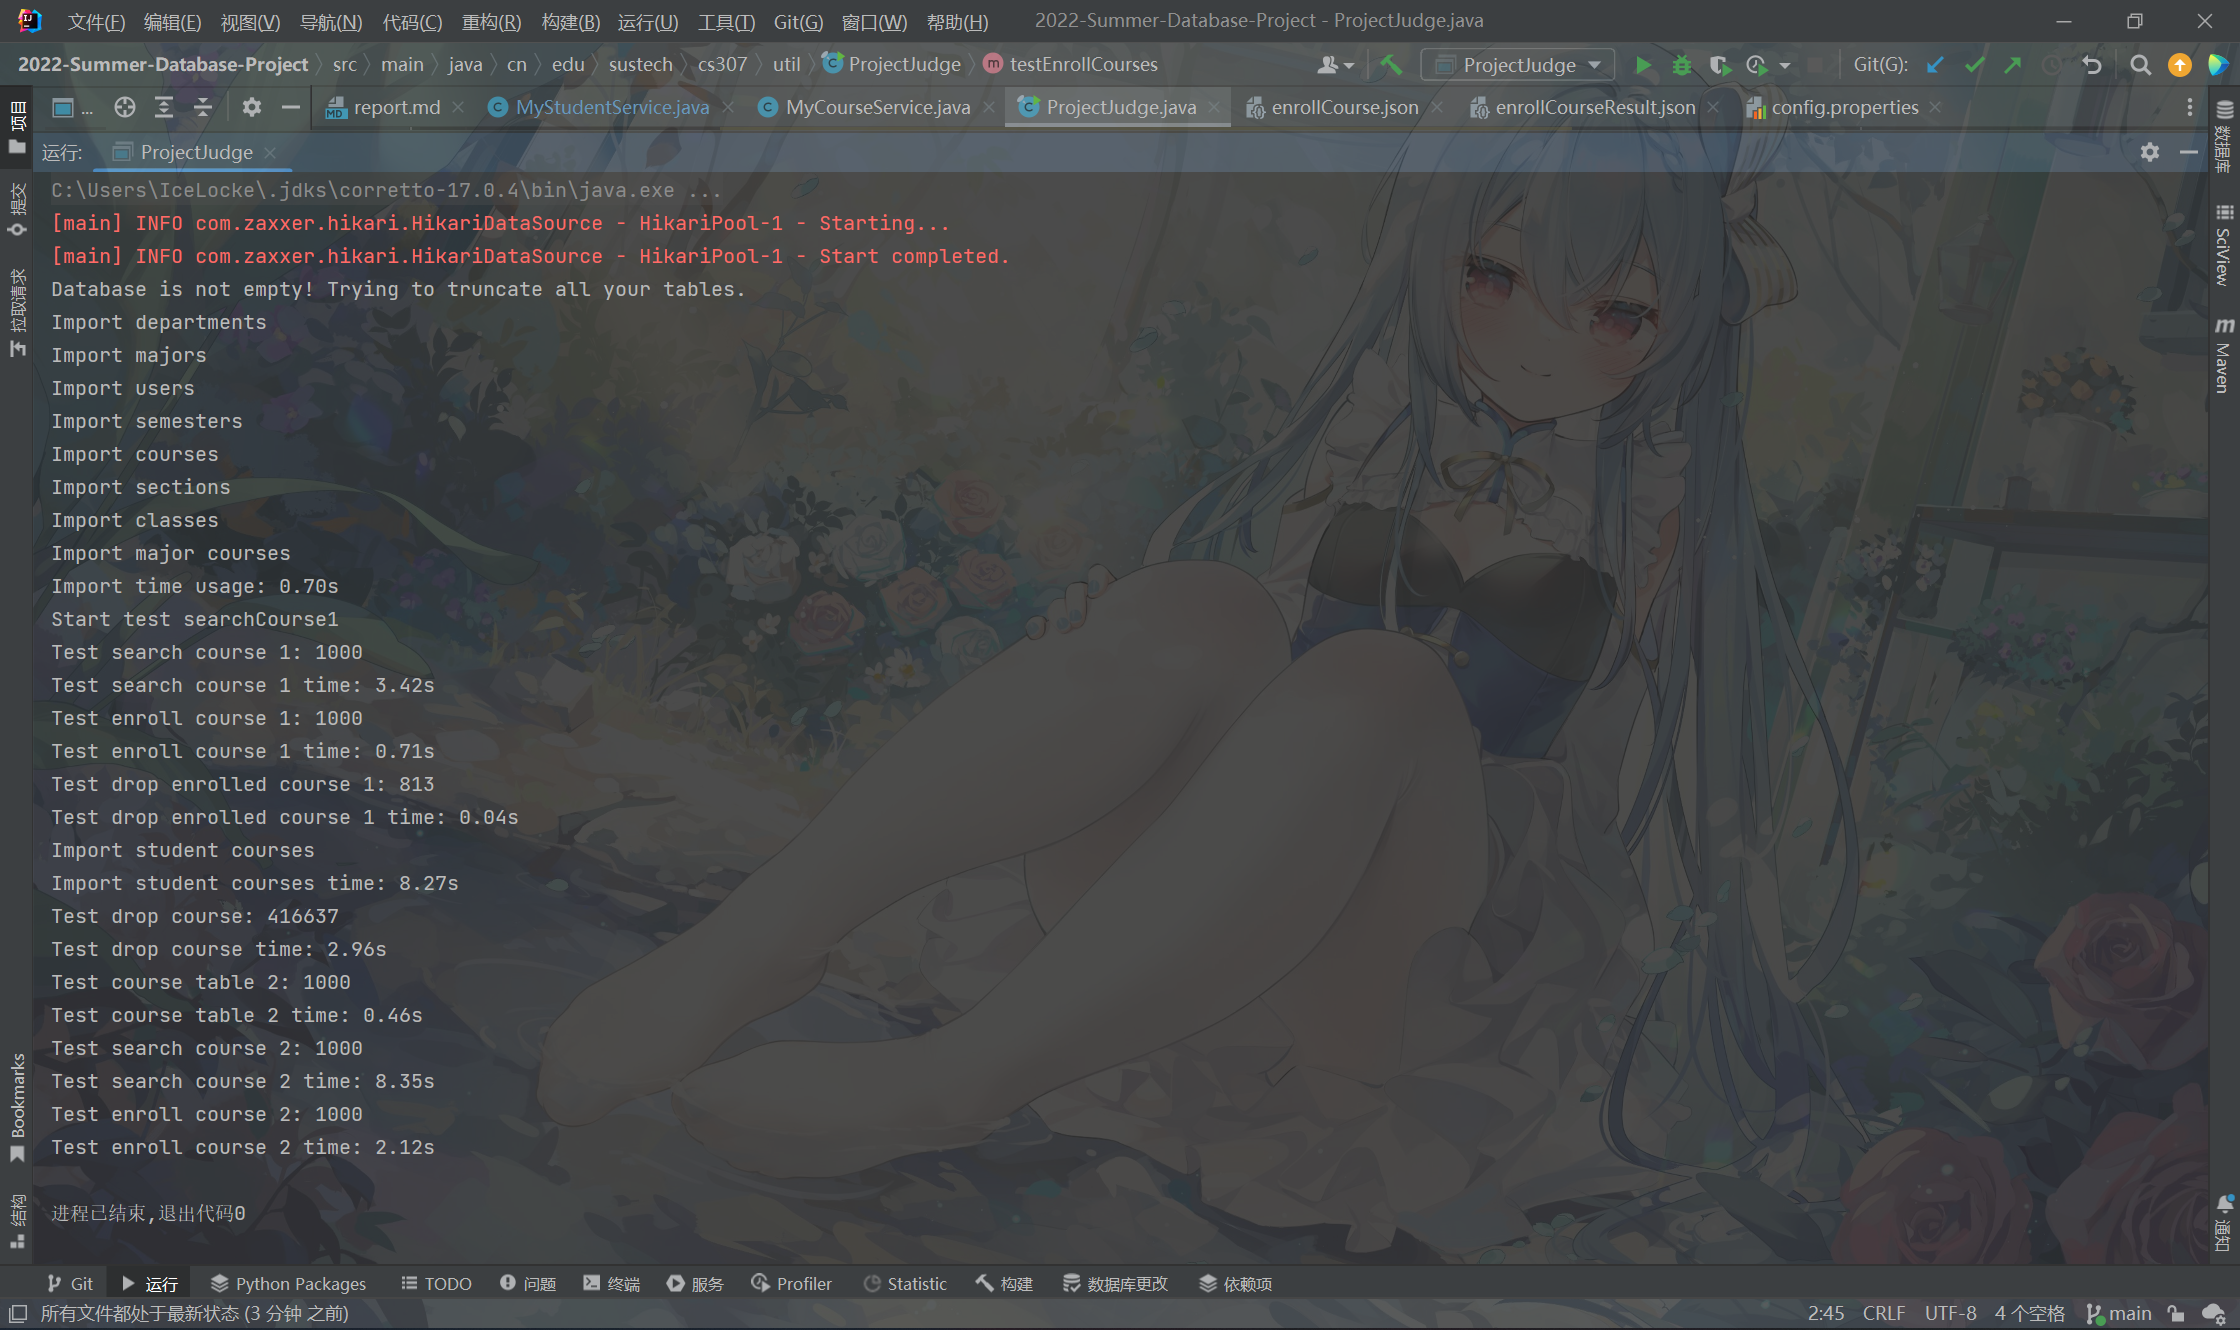 文件(F) 编辑(E) 视图(V) 导航(N) 代码(C) 重构(R) 构建(B) 运行(U) 工具(T) Git(G) 窗口(W) 帮助(H) 2022-Summer-Database-Project - ProjectJudge.java
2022-Summer-Database-Project src main java cn edu sustech cs307 util ProjectJudge m testEnrollCourses ProjectJudge Git(G):
... report.md MyStudentService.java MyCourseService.java ProjectJudge.java enrollCourse.json enrollCourseResult.json config.properties
运行: ProjectJudge
C:\Users\IceLocke\.jdks\corretto-17.0.4\bin\java.exe ...
[main] INFO com.zaxxer.hikari.HikariDataSource - HikariPool-1 - Starting...
[main] INFO com.zaxxer.hikari.HikariDataSource - HikariPool-1 - Start completed.
Database is not empty! Trying to truncate all your tables.
Import departments
Import majors
Import users
Import semesters
Import courses
Import sections
Import classes
Import major courses
Import time usage: 0.70s
Start test searchCourse1
Test search course 1: 1000
Test search course 1 time: 3.42s
Test enroll course 1: 1000
Test enroll course 1 time: 0.71s
Test drop enrolled course 1: 813
Test drop enrolled course 1 time: 0.04s
Import student courses
Import student courses time: 8.27s
Test drop course: 416637
Test drop course time: 2.96s
Test course table 2: 1000
Test course table 2 time: 0.46s
Test search course 2: 1000
Test search course 2 time: 8.35s
Test enroll course 2: 1000
Test enroll course 2 time: 2.12s
进程已结束,退出代码0
项目
提交
拉取请求
Bookmarks
结构
数据库
SciView
m Maven
通知
Git 运行 Python Packages TODO 问题 终端 服务 Profiler Statistic 构建 数据库更改 依赖项
所有文件都处于最新状态 (3 分钟 之前) 2:45 CRLF UTF-8 4 个空格 main